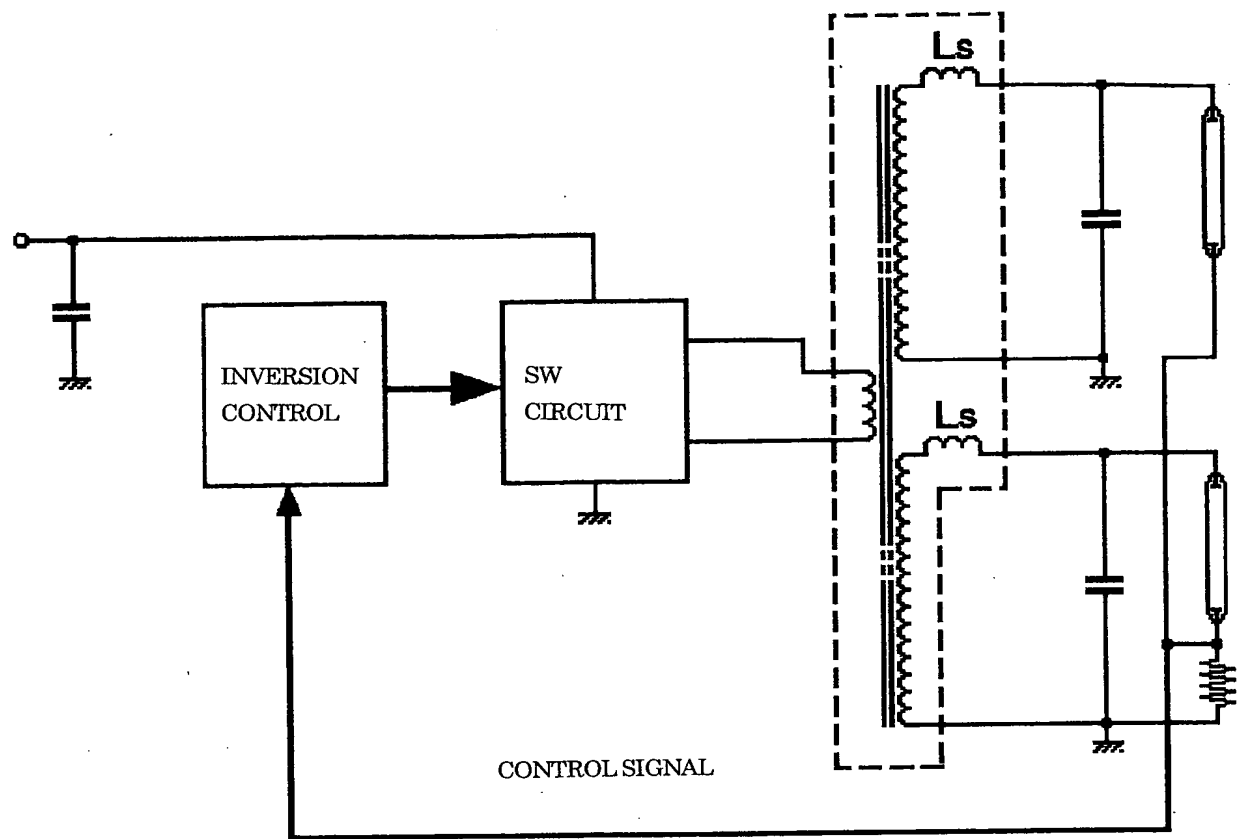 Ls
INVERSION
CONTROL
SW
CIRCUIT
Ls
CONTROL SIGNAL